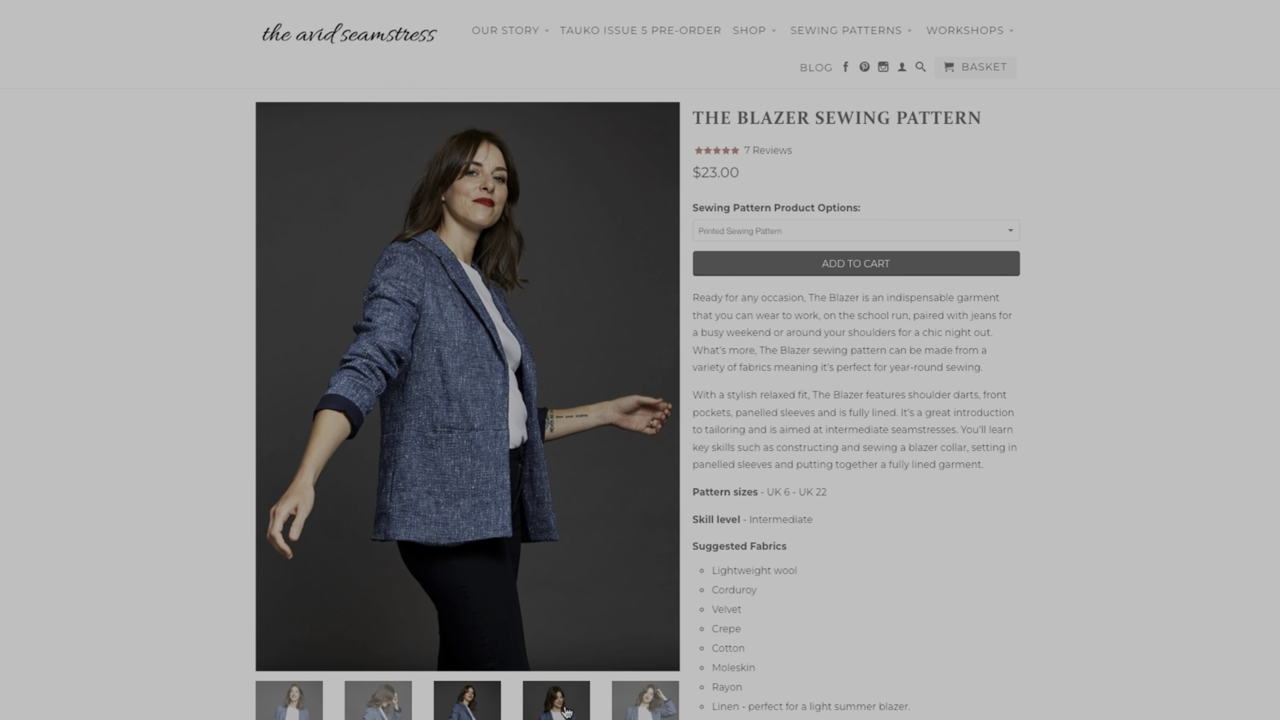 the avid seamstress
OUR STORY
TAUKO ISSUE 5 PRE-ORDER
SHOP
SEWING PATTERNS
WORKSHOPS
BLOG
BASKET
THE BLAZER SEWING PATTERN
7 Reviews
$23.00
Sewing Pattern Product Options:
Printed Sewing Pattern
ADD TO CART
Ready for any occasion, The Blazer is an indispensable garment
that you can wear to work, on the school run, paired with jeans for
a busy weekend or around your shoulders for a chic night out.
What's more, The Blazer sewing pattern can be made from a
variety of fabrics meaning it's perfect for year-round sewing.
With a stylish relaxed fit, The Blazer features shoulder darts, front
pockets, panelled sleeves and is fully lined. It's a great introduction
to tailoring and is aimed at intermediate seamstresses. You'll learn
key skills such as constructing and sewing a blazer collar, setting in
panelled sleeves and putting together a fully lined garment.
Pattern sizes - UK 6 - UK 22
Skill level - Intermediate
Suggested Fabrics
Lightweight wool
Corduroy
Velvet
Crepe
Cotton
Moleskin
Rayon
Linen - perfect for a light summer blazer.